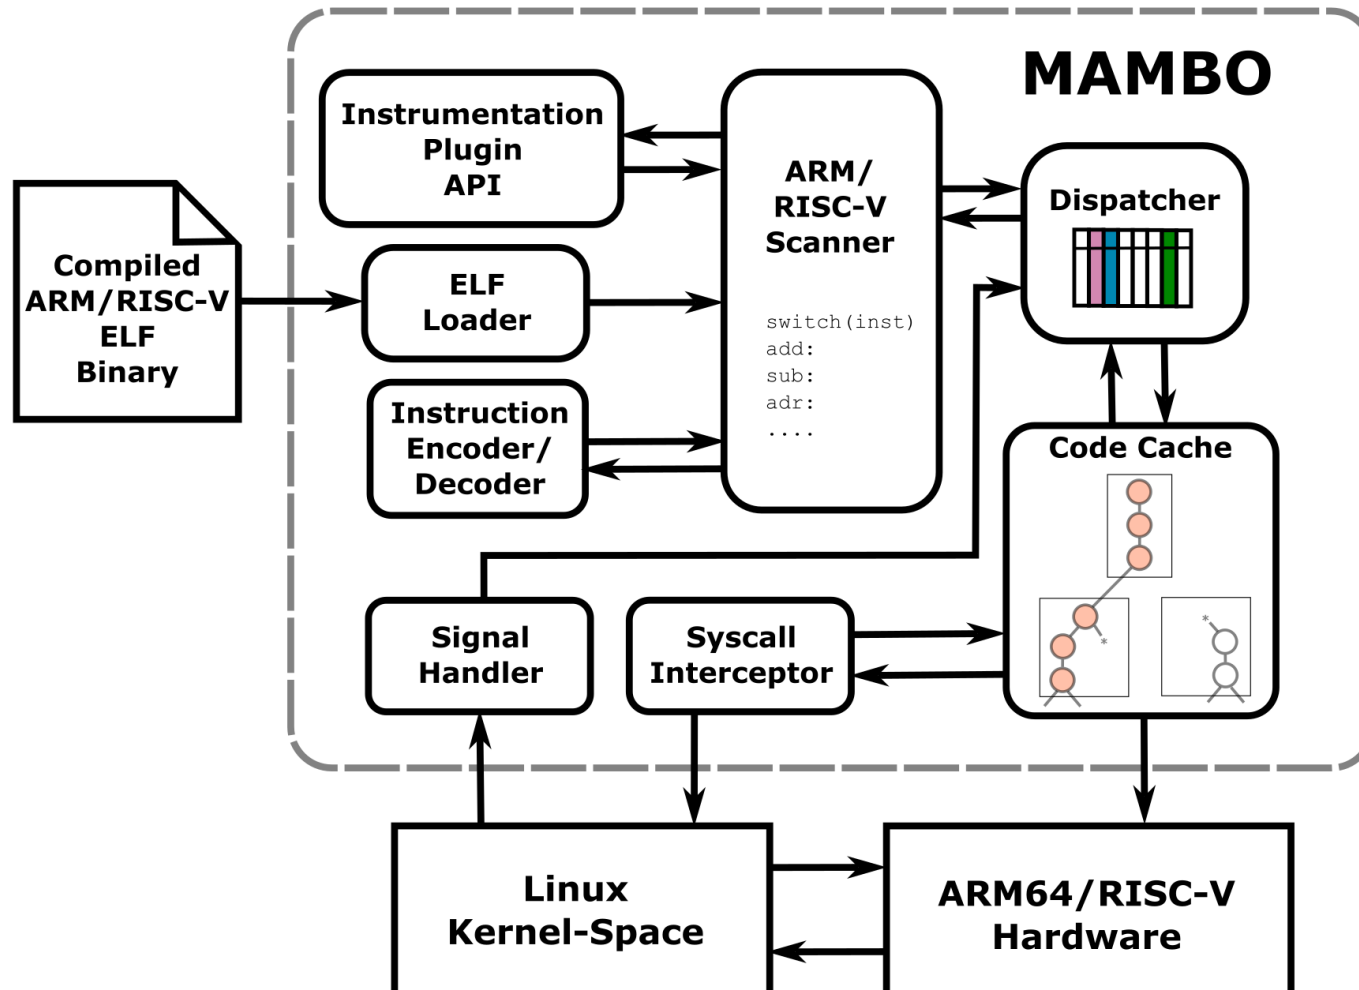 MAMBO
Instrumentation
Plugin
API
ARM/
RISC-V
Scanner
switch(inst)
add:
sub:
adr:
....
Dispatcher
Compiled
ARM/RISC-V
ELF
Binary
ELF
Loader
Instruction
Encoder/
Decoder
Code Cache
*
*
Signal
Handler
Syscall
Interceptor
Linux
Kernel-Space
ARM64/RISC-V
Hardware